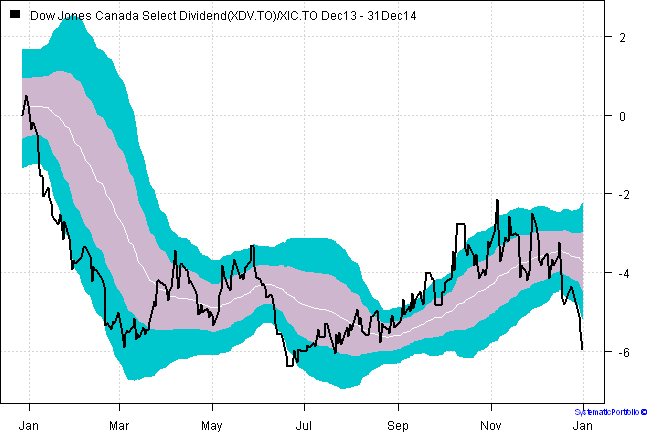 Dow Jones Canada Select Dividend(XDV.TO)/XIC.TO Dec13 - 31Dec14
2
0
-2
-4
-6
SystematicPortfolio ©
Jan Mar May Jul Sep Nov Jan